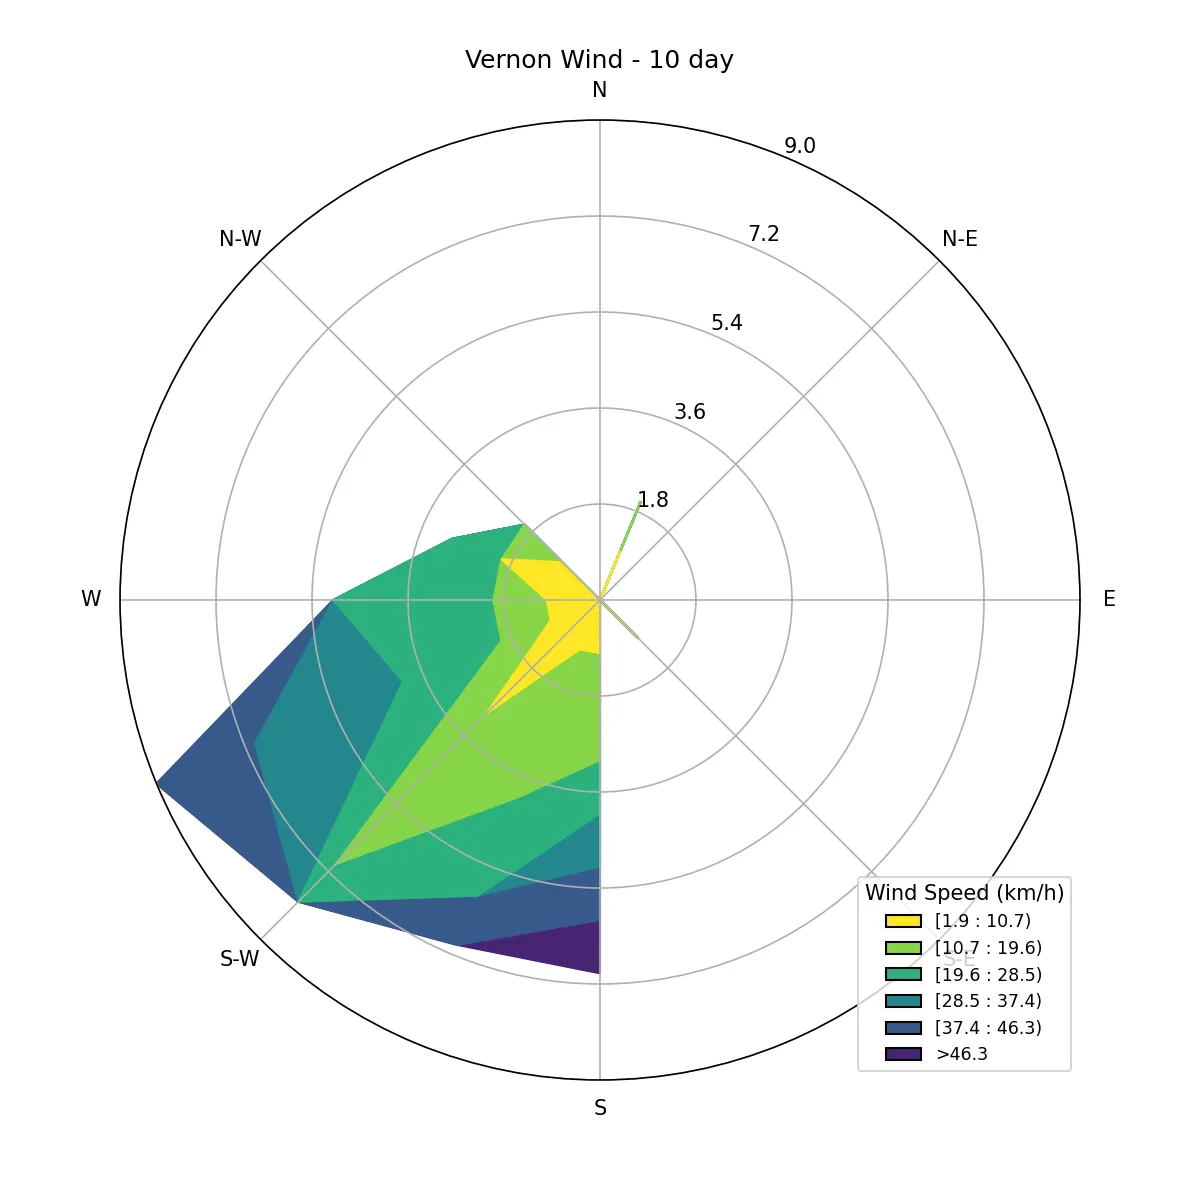 Vernon Wind - 10 day
N
9.0
N-W
7.2
N-E
5.4
3.6
1.8
W
E
S-W
S-E
Wind Speed (km/h)
[1.9 : 10.7)
[10.7 : 19.6)
[19.6 : 28.5)
[28.5 : 37.4)
[37.4 : 46.3)
>46.3
S